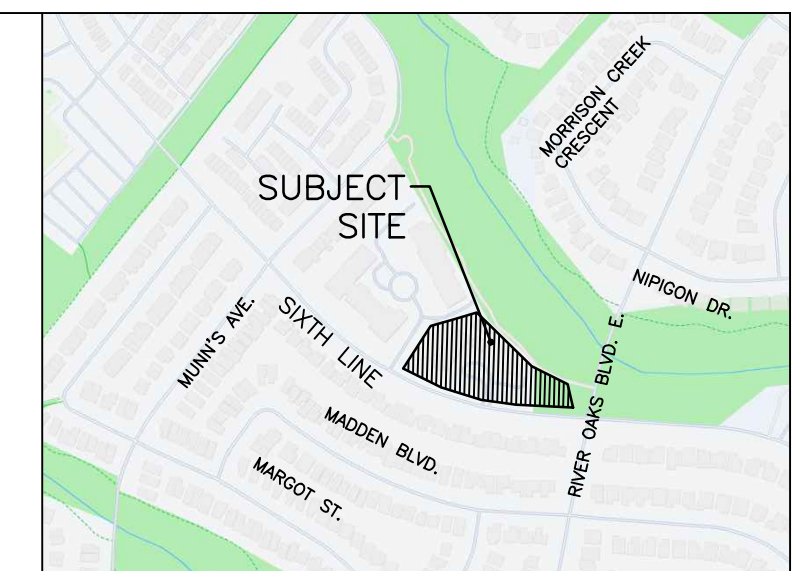 MORRISON CREEK
CRESCENT
SUBJECT
SITE
NIPIGON DR.
MUNN'S AVE.
SIXTH LINE
RIVER OAKS BLVD. E.
MADDEN BLVD.
MARGOT ST.